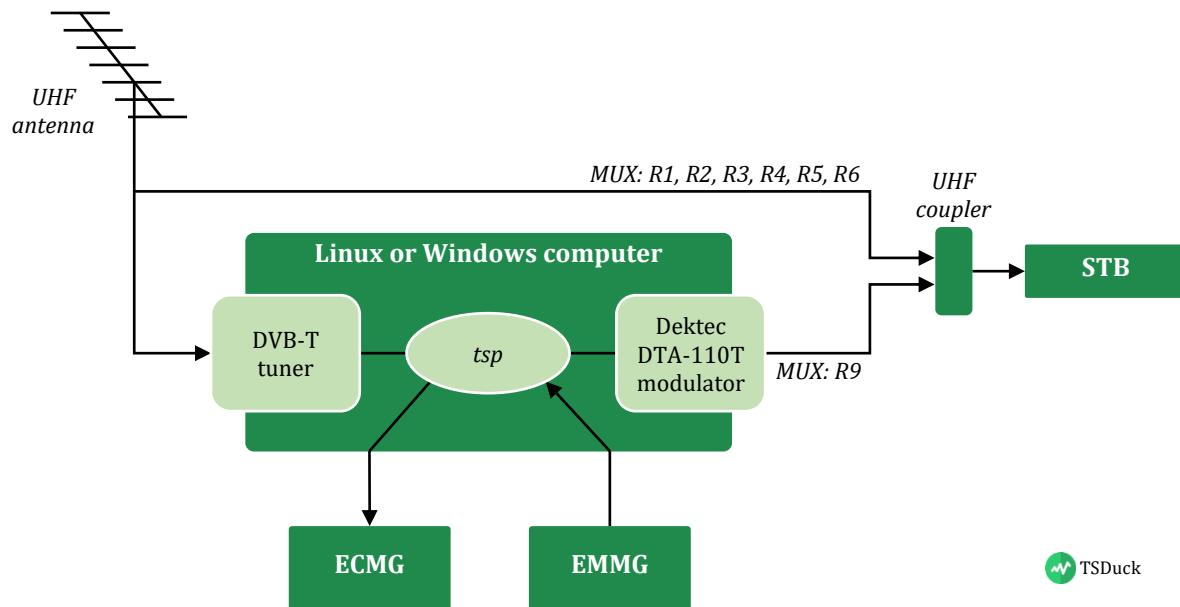 UHF
antenna
MUX: R1, R2, R3, R4, R5, R6
UHF
coupler
Linux or Windows computer
STB
DVB-T
tuner
tsp
Dektec
DTA-110T
modulator
MUX: R9
ECMG
EMMG
TSDuck